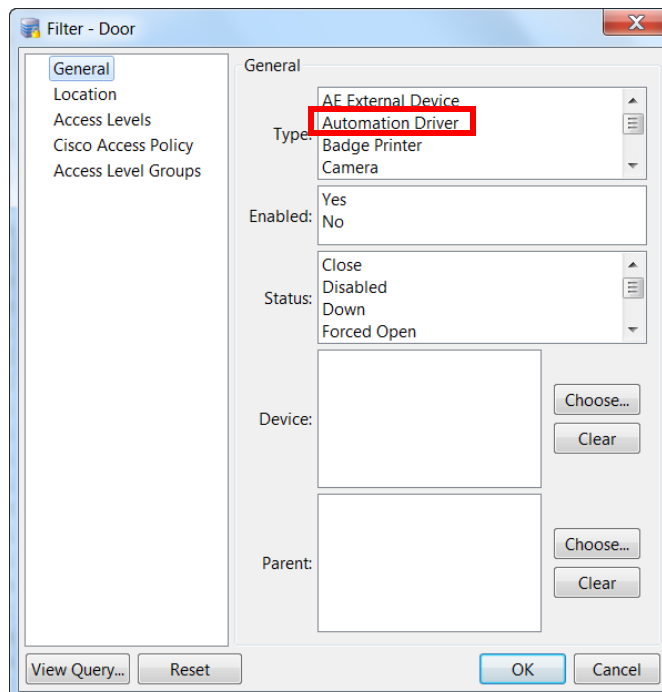 Filter - Door
General
Location
Access Levels
Cisco Access Policy
Access Level Groups
General
Type:
AE External Device
Automation Driver
Badge Printer
Camera
Enabled:
Yes
No
Status:
Close
Disabled
Down
Forced Open
Device:
Choose...
Clear
Parent:
Choose...
Clear
View Query... Reset OK Cancel